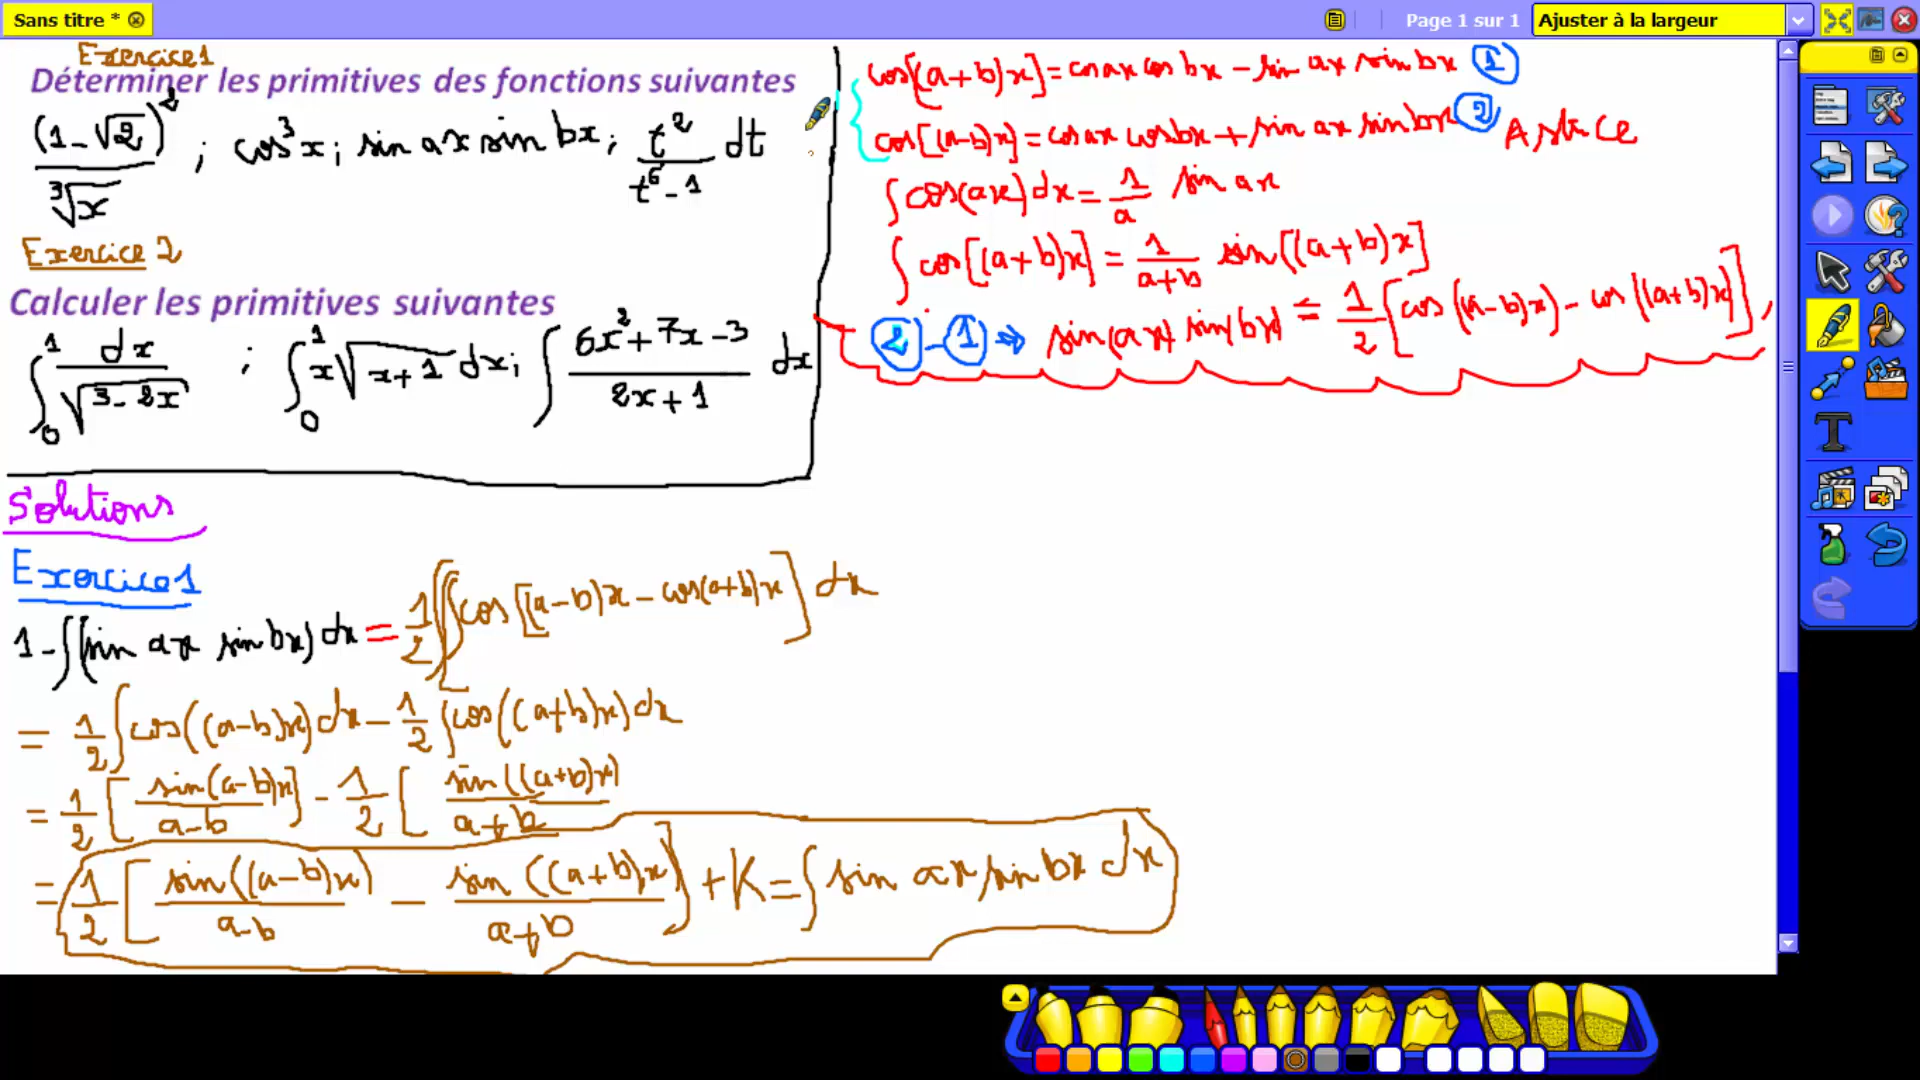 Sans titre *
Page 1 sur 1
Ajuster à la largeur
Exercice 1
Déterminer les primitives des fonctions suivantes
(1-√2)² / ∛x ; cos³x ; sin ax sin bx ; t²/(t⁶-1) dt
Exercice 2
Calculer les primitives suivantes
∫₀¹ dx/√(3-2x) ; ∫₀¹ x√(x+1) dx ; ∫ (6x²+7x-3)/(2x+1) dx
cos[(a+b)x] = cos ax cos bx - sin ax sin bx 1
cos[(a-b)x] = cos ax cos bx + sin ax sin bx 2
∫cos(ax) dx = 1/a sin ax
∫cos[(a+b)x] = 1/(a+b) sin[(a+b)x]
2 - 1 ⇒ sin(ax) sin(bx) = 1/2 [cos((a-b)x) - cos((a+b)x)]
Solutions
Exercice 1
1- ∫(sin ax sin bx) dx = 1/2 ∫[cos[(a-b)x - cos(a+b)x] dx
= 1/2 ∫cos((a-b)x) dx - 1/2 ∫cos((a+b)x) dx
= 1/2 [sin(a-b)x / a-b] - 1/2 [sin((a+b)x) / a+b
= 1/2 [sin((a-b)x) / a-b - sin((a+b)x) / a+b] + K = ∫sin ax sin bx dx
T